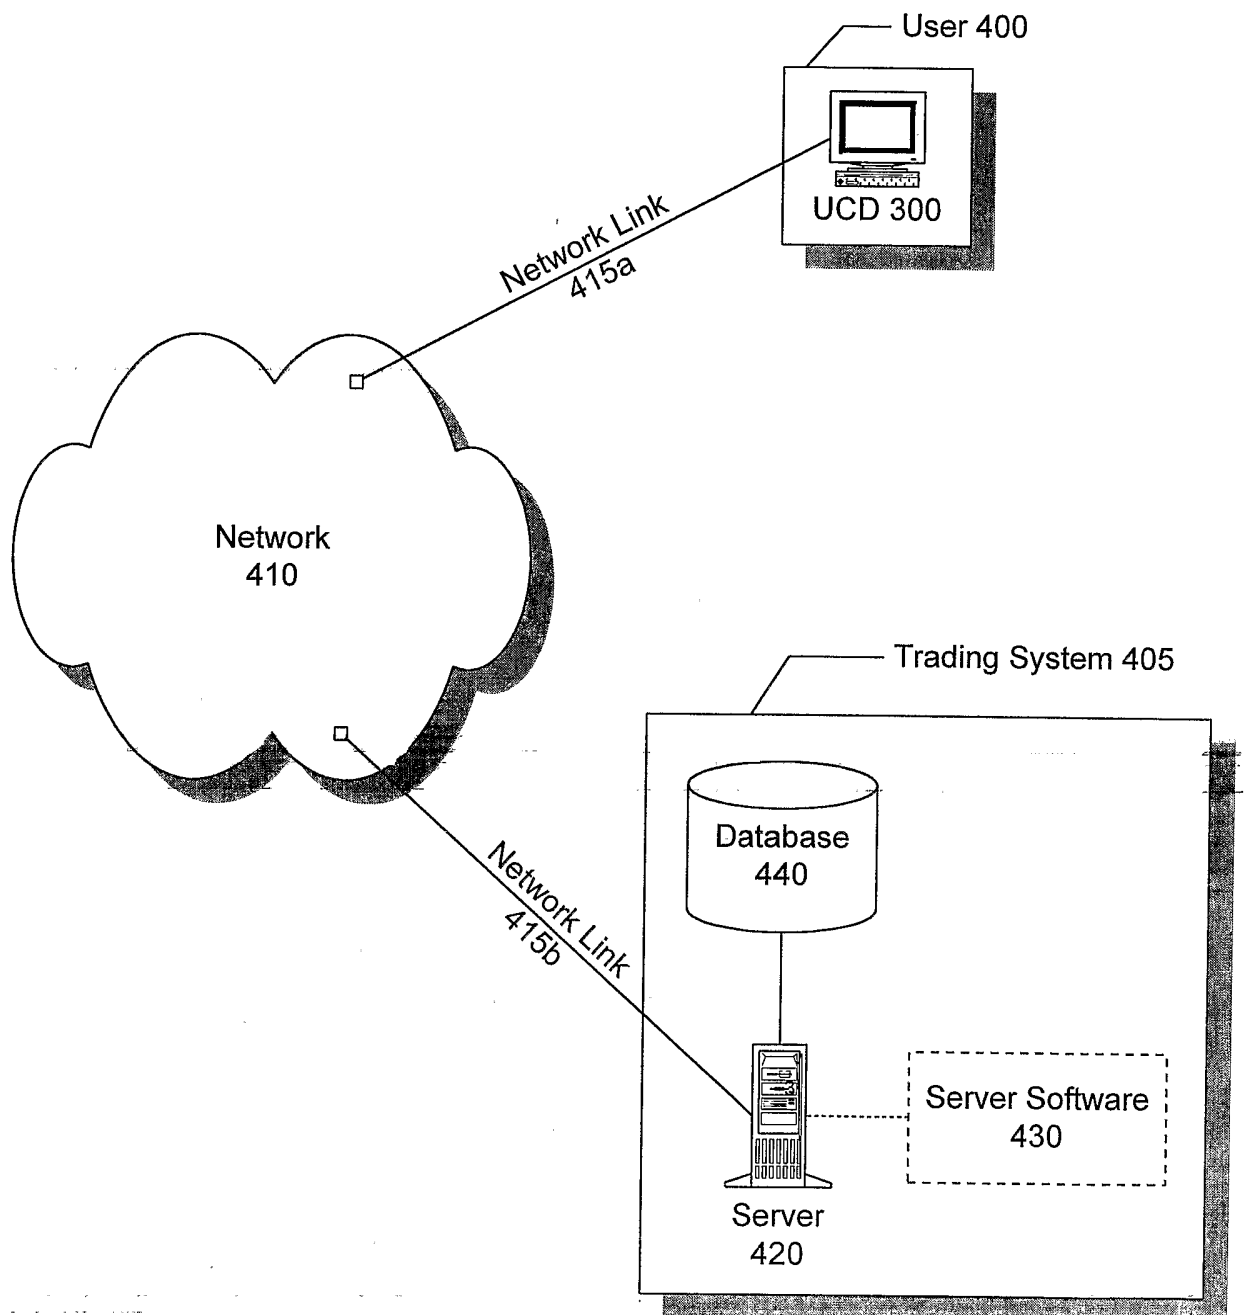 User 400
UCD 300
Network Link
415a
Network
410
Trading System 405
Database
440
Network Link
415b
Server Software
430
Server
420